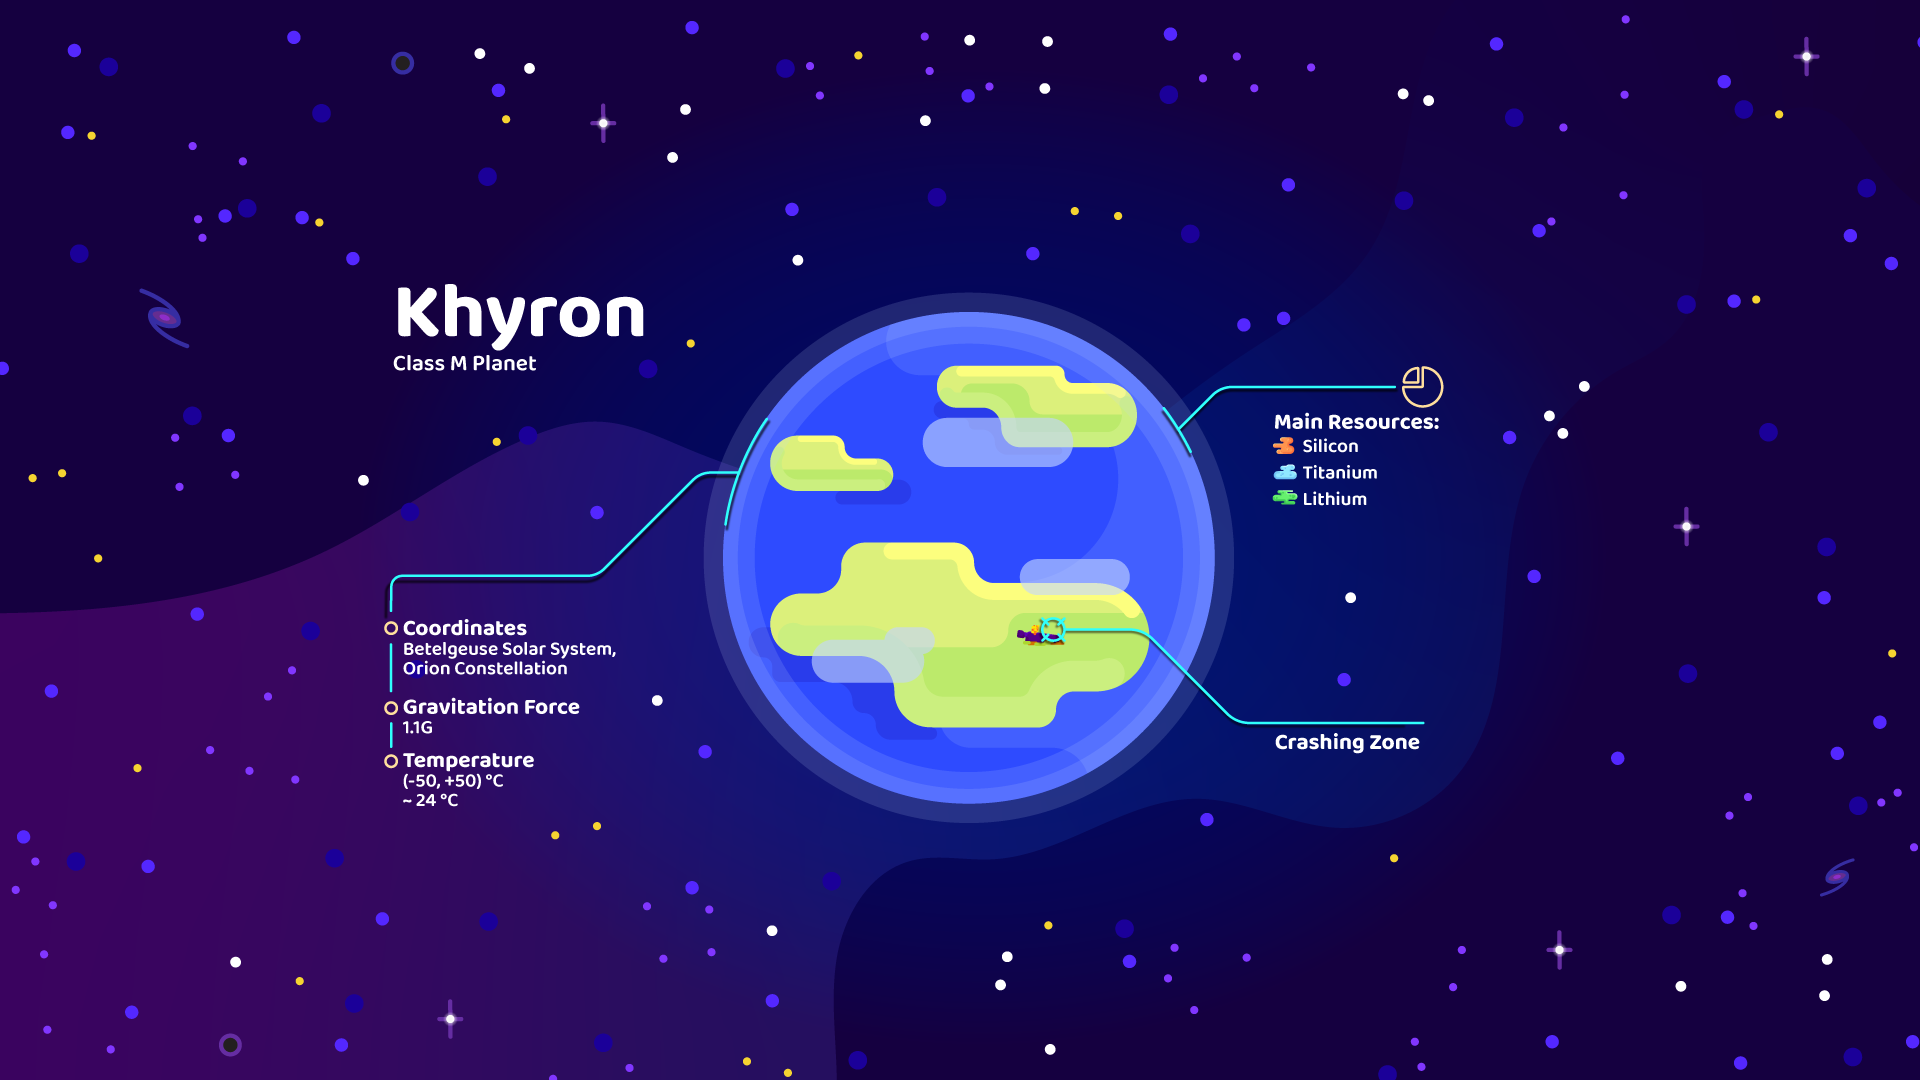 Khyron
Class M Planet
Main Resources:
Silicon
Titanium
Lithium
Coordinates
Betelgeuse Solar System,
Orion Constellation
Gravitation Force
1.1G
Temperature
(-50, +50) °C
~ 24 °C
Crashing Zone